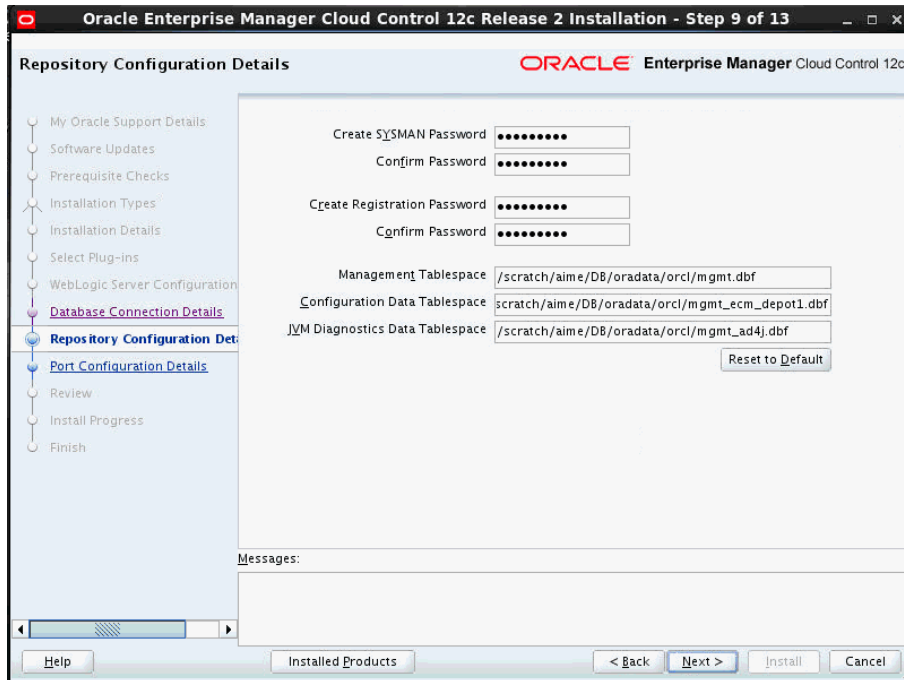 Oracle Enterprise Manager Cloud Control 12c Release 2 Installation - Step 9 of 13
Repository Configuration Details
ORACLE Enterprise Manager Cloud Control 12c
My Oracle Support Details
Software Updates
Prerequisite Checks
Installation Types
Installation Details
Select Plug-ins
WebLogic Server Configuration
Database Connection Details
Repository Configuration Det
Port Configuration Details
Review
Install Progress
Finish
Create SYSMAN Password •••••••••
Confirm Password •••••••••
Create Registration Password •••••••••
Confirm Password •••••••••
Management Tablespace /scratch/aime/DB/oradata/orcl/mgmt.dbf
Configuration Data Tablespace scratch/aime/DB/oradata/orcl/mgmt_ecm_depot1.dbf
JVM Diagnostics Data Tablespace /scratch/aime/DB/oradata/orcl/mgmt_ad4j.dbf
Reset to Default
Messages:
Help Installed Products < Back Next > Install Cancel